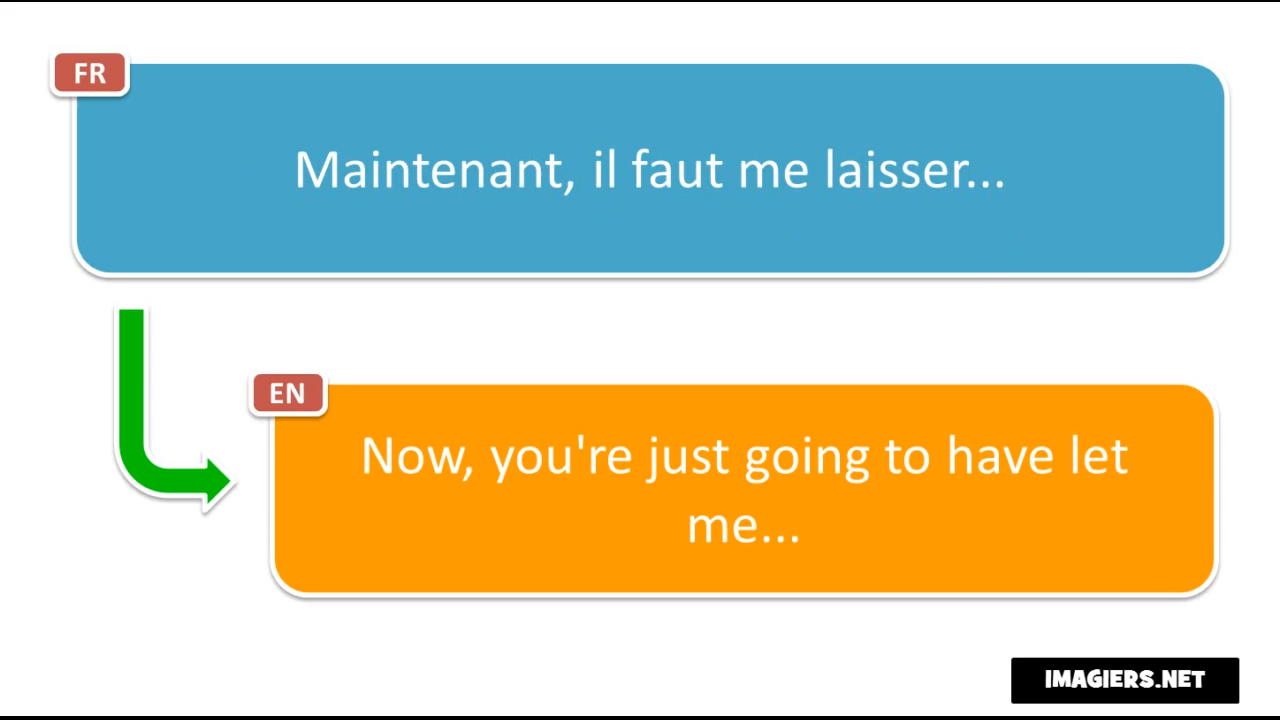 FR
Maintenant, il faut me laisser...
EN
Now, you're just going to have let
me...
IMAGIERS.NET